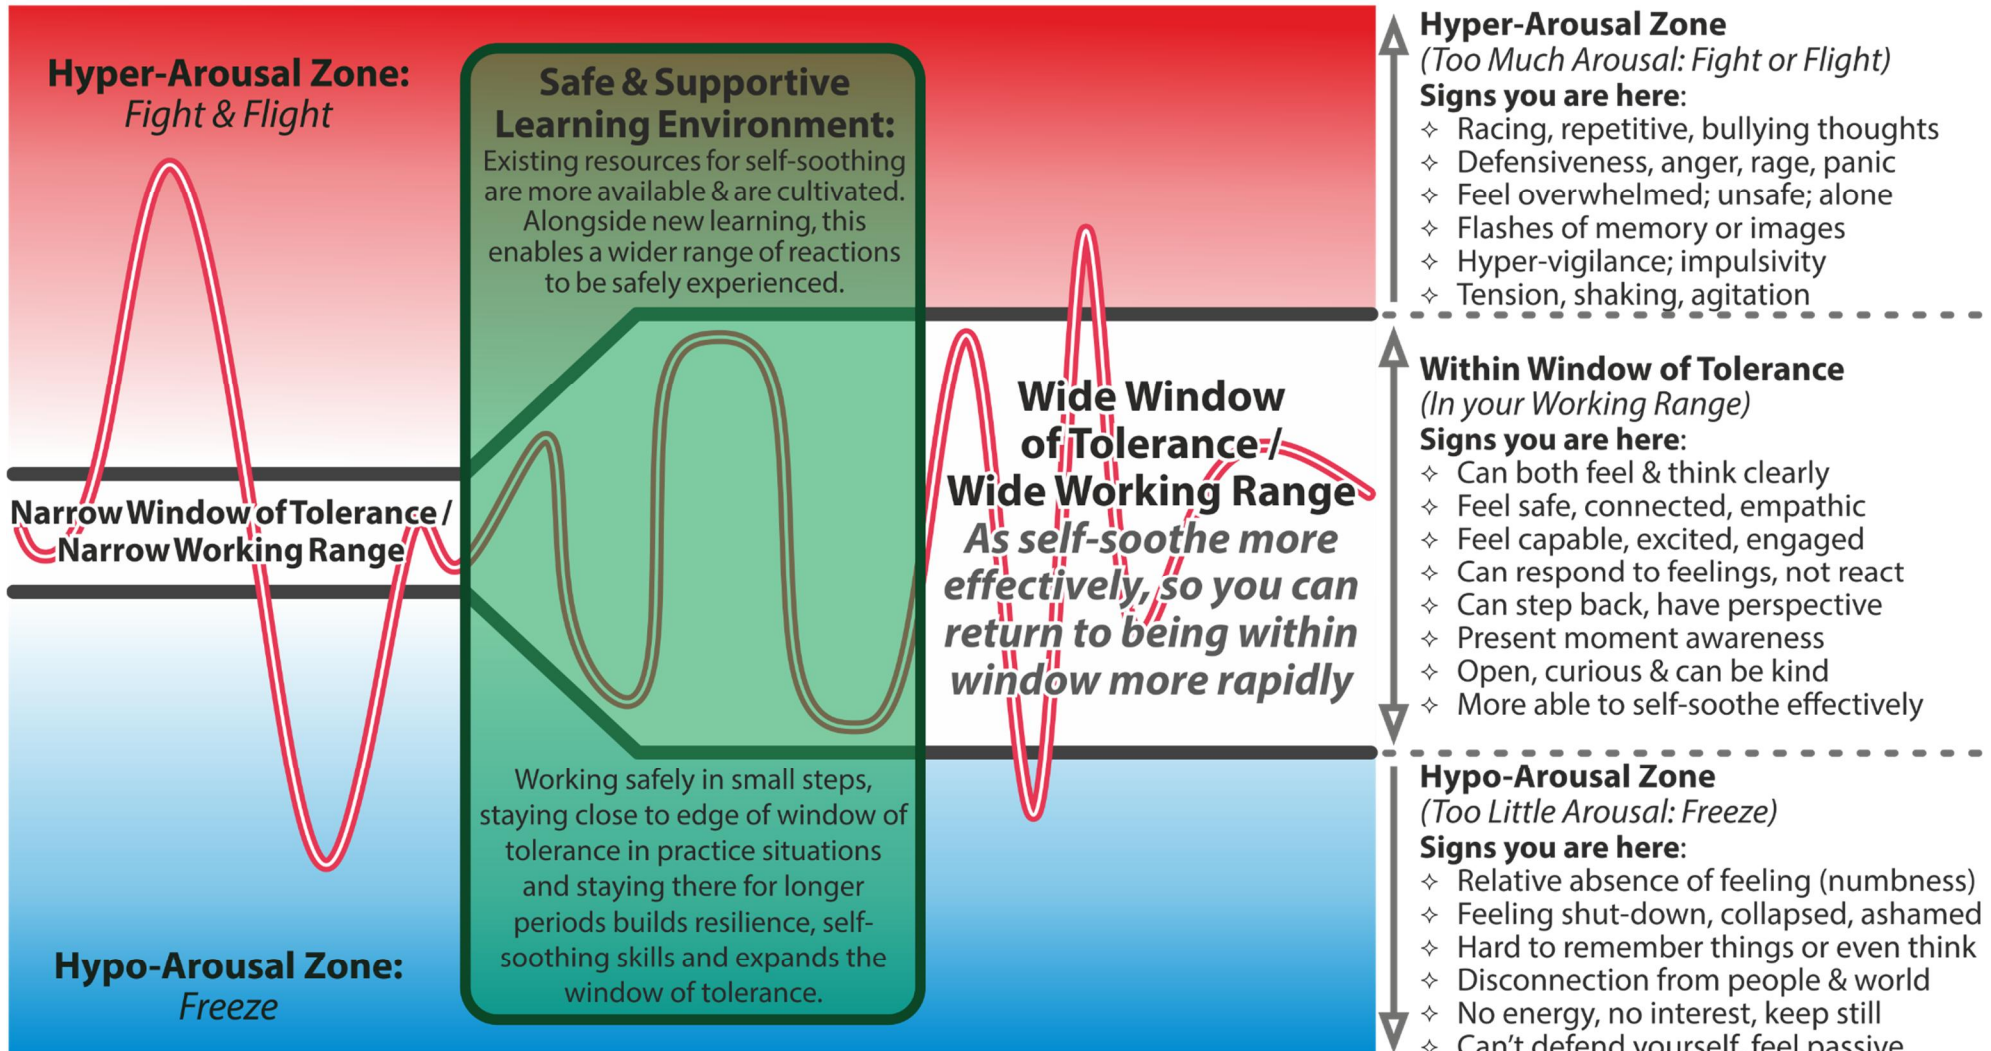 Hyper-Arousal Zone:
Fight & Flight
Narrow Window of Tolerance /
Narrow Working Range
Hypo-Arousal Zone:
Freeze
Safe & Supportive
Learning Environment:
Existing resources for self-soothing
are more available & are cultivated.
Alongside new learning, this
enables a wider range of reactions
to be safely experienced.
Working safely in small steps,
staying close to edge of window of
tolerance in practice situations
and staying there for longer
periods builds resilience, self-
soothing skills and expands the
window of tolerance.
Wide Window
of Tolerance /
Wide Working Range
As self-soothe more
effectively, so you can
return to being within
window more rapidly
Hyper-Arousal Zone
(Too Much Arousal: Fight or Flight)
Signs you are here:
✧ Racing, repetitive, bullying thoughts
✧ Defensiveness, anger, rage, panic
✧ Feel overwhelmed; unsafe; alone
✧ Flashes of memory or images
✧ Hyper-vigilance; impulsivity
✧ Tension, shaking, agitation
Within Window of Tolerance
(In your Working Range)
Signs you are here:
✧ Can both feel & think clearly
✧ Feel safe, connected, empathic
✧ Feel capable, excited, engaged
✧ Can respond to feelings, not react
✧ Can step back, have perspective
✧ Present moment awareness
✧ Open, curious & can be kind
✧ More able to self-soothe effectively
Hypo-Arousal Zone
(Too Little Arousal: Freeze)
Signs you are here:
✧ Relative absence of feeling (numbness)
✧ Feeling shut-down, collapsed, ashamed
✧ Hard to remember things or even think
✧ Disconnection from people & world
✧ No energy, no interest, keep still
✧ Can't defend yourself, feel passive